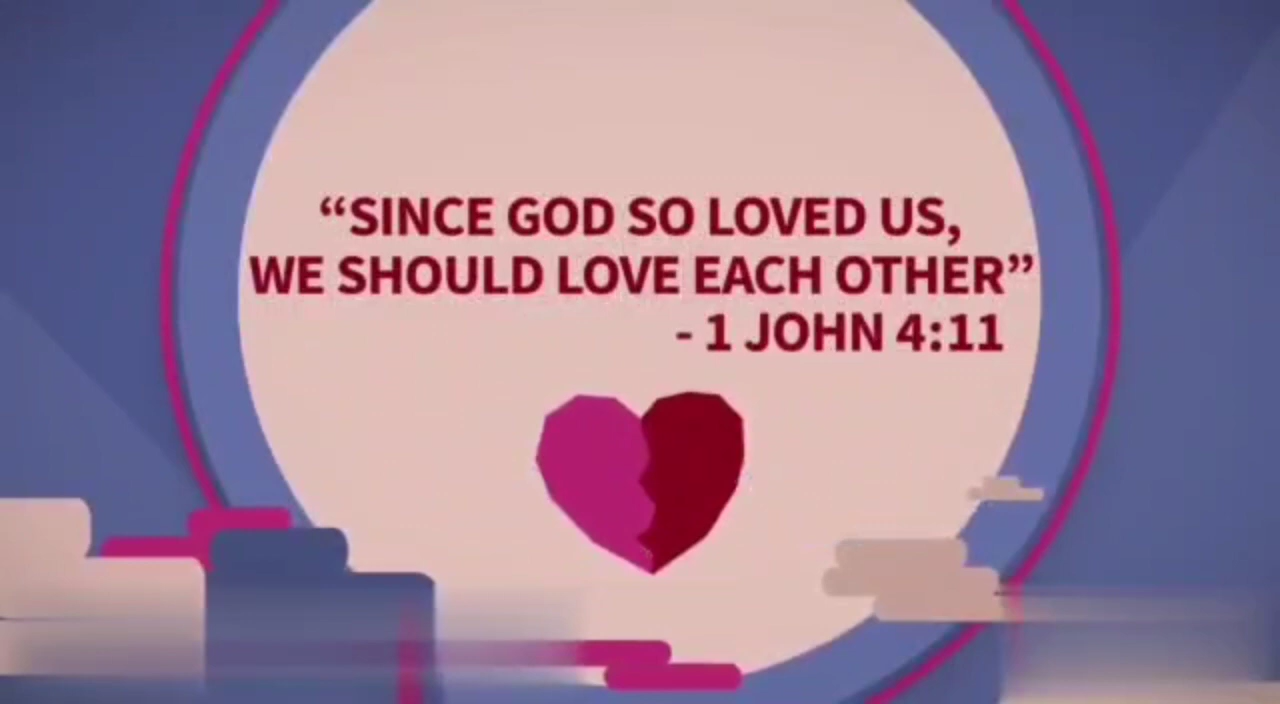 “SINCE GOD SO LOVED US,
WE SHOULD LOVE EACH OTHER”
- 1 JOHN 4:11